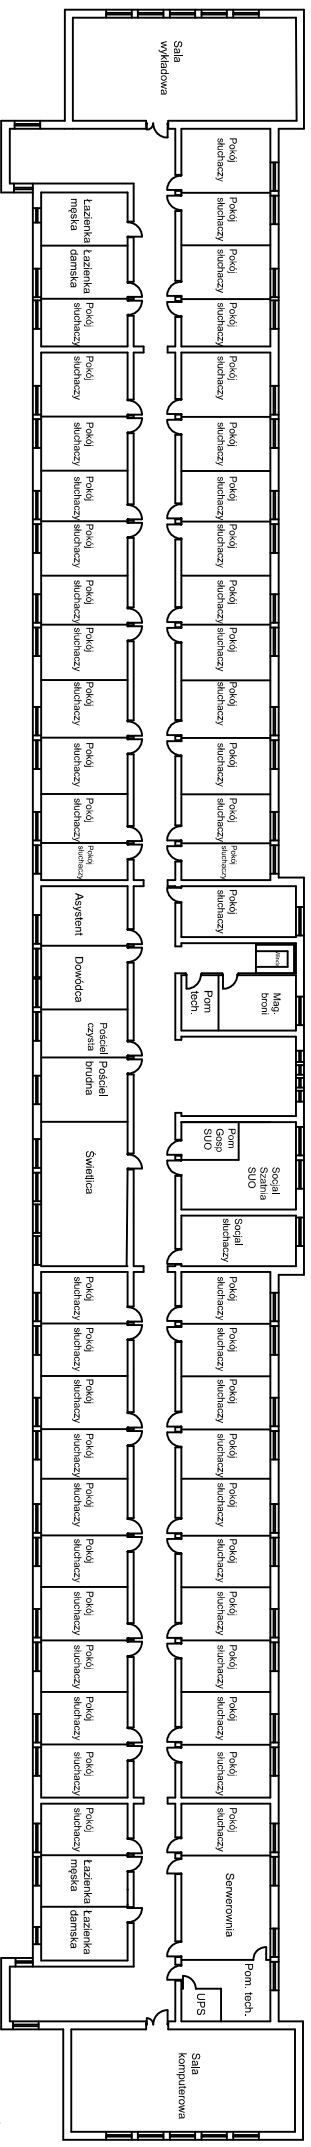 Sala
wykładowa
Pokój
słuchaczy
Pokój
słuchaczy
Pokój
słuchaczy
Pokój
słuchaczy
Pokój
słuchaczy
Pokój
słuchaczy
Pokój
słuchaczy
Pokój
słuchaczy
Pokój
słuchaczy
Pokój
słuchaczy
Pokój
słuchaczy
Pokój
słuchaczy
Pokój
słuchaczy
Pokój
słuchaczy
Pokój
słuchaczy
Winda
Mag.
broni
Pom
tech.
Pom
Gosp
SUO
Socjal
Szatnia
SUO
Socjal
słuchaczy
Pokój
słuchaczy
Pokój
słuchaczy
Pokój
słuchaczy
Pokój
słuchaczy
Pokój
słuchaczy
Pokój
słuchaczy
Pokój
słuchaczy
Pokój
słuchaczy
Pokój
słuchaczy
Pokój
słuchaczy
Pokój
słuchaczy
Serwerownia
Pom. tech.
UPS
Sala
komputerowa
Łazienka
męska
Łazienka
damska
Pokój
słuchaczy
Pokój
słuchaczy
Pokój
słuchaczy
Pokój
słuchaczy
Pokój
słuchaczy
Pokój
słuchaczy
Pokój
słuchaczy
Pokój
słuchaczy
Pokój
słuchaczy
Pokój
słuchaczy
Pokój
słuchaczy
Asystent
Dowódca
Pościel
czysta
Pościel
brudna
Świetlica
Pokój
słuchaczy
Pokój
słuchaczy
Pokój
słuchaczy
Pokój
słuchaczy
Pokój
słuchaczy
Pokój
słuchaczy
Pokój
słuchaczy
Pokój
słuchaczy
Pokój
słuchaczy
Pokój
słuchaczy
Pokój
słuchaczy
Łazienka
męska
Łazienka
damska